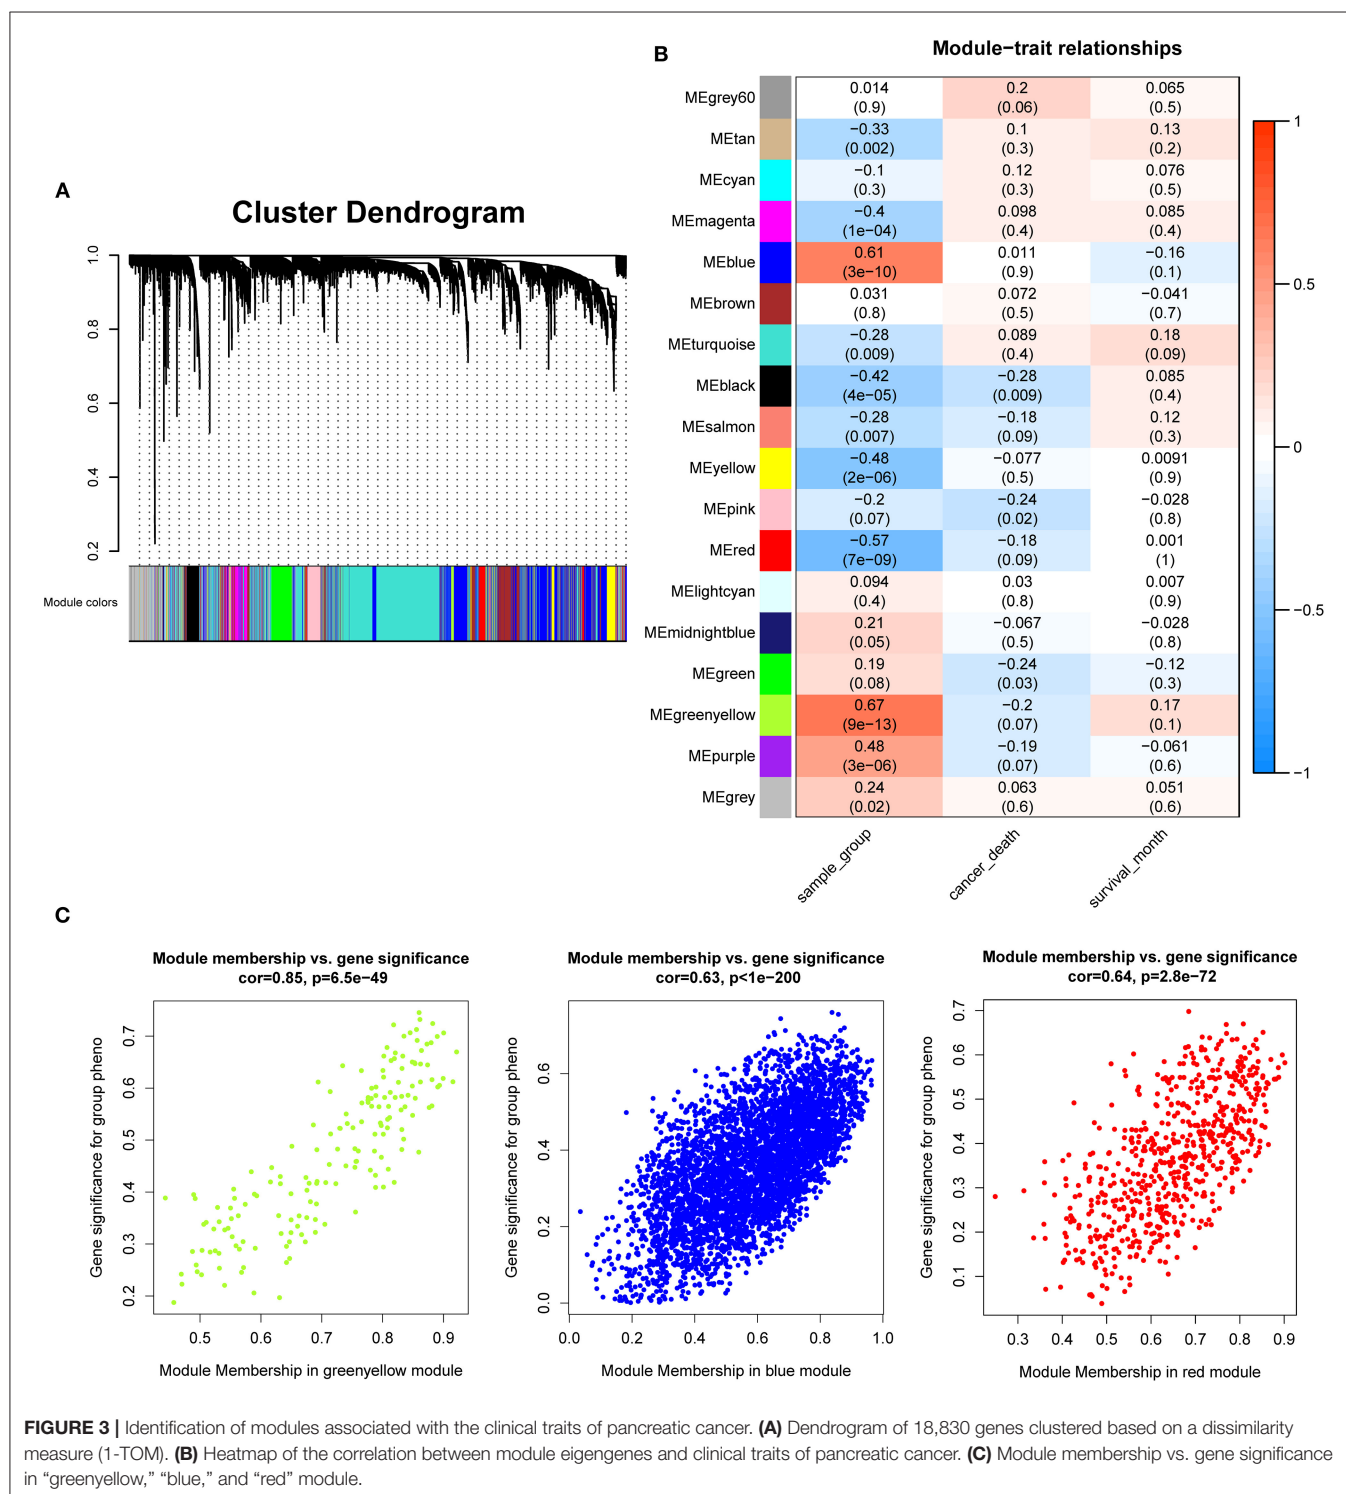 A
Cluster Dendrogram
1.0
0.8
0.6
0.4
0.2
Module colors
B
Module−trait relationships
MEgrey60 0.014 0.2 0.065
(0.9) (0.06) (0.5)
MEtan −0.33 0.1 0.13
(0.002) (0.3) (0.2)
MEcyan −0.1 0.12 0.076
(0.3) (0.3) (0.5)
MEmagenta −0.4 0.098 0.085
(1e−04) (0.4) (0.4)
MEblue 0.61 0.011 −0.16
(3e−10) (0.9) (0.1)
MEbrown 0.031 0.072 −0.041
(0.8) (0.5) (0.7)
MEturquoise −0.28 0.089 0.18
(0.009) (0.4) (0.09)
MEblack −0.42 −0.28 0.085
(4e−05) (0.009) (0.4)
MEsalmon −0.28 −0.18 0.12
(0.007) (0.09) (0.3)
MEyellow −0.48 −0.077 0.0091
(2e−06) (0.5) (0.9)
MEpink −0.2 −0.24 −0.028
(0.07) (0.02) (0.8)
MEred −0.57 −0.18 0.001
(7e−09) (0.09) (1)
MElightcyan 0.094 0.03 0.007
(0.4) (0.8) (0.9)
MEmidnightblue 0.21 −0.067 −0.028
(0.05) (0.5) (0.8)
MEgreen 0.19 −0.24 −0.12
(0.08) (0.03) (0.3)
MEgreenyellow 0.67 −0.2 0.17
(9e−13) (0.07) (0.1)
MEpurple 0.48 −0.19 −0.061
(3e−06) (0.07) (0.6)
MEgrey 0.24 0.063 0.051
(0.02) (0.6) (0.6)
sample_group cancer_death survival_month
1
0.5
0
−0.5
−1
C
Module membership vs. gene significance
cor=0.85, p=6.5e−49
Gene significance for group pheno
0.7
0.6
0.5
0.4
0.3
0.2
0.5 0.6 0.7 0.8 0.9
Module Membership in greenyellow module
Module membership vs. gene significance
cor=0.63, p<1e−200
Gene significance for group pheno
0.6
0.4
0.2
0.0
0.0 0.2 0.4 0.6 0.8 1.0
Module Membership in blue module
Module membership vs. gene significance
cor=0.64, p=2.8e−72
Gene significance for group pheno
0.7
0.6
0.5
0.4
0.3
0.2
0.1
0.3 0.4 0.5 0.6 0.7 0.8 0.9
Module Membership in red module
FIGURE 3 | Identification of modules associated with the clinical traits of pancreatic cancer. (A) Dendrogram of 18,830 genes clustered based on a dissimilarity
measure (1-TOM). (B) Heatmap of the correlation between module eigengenes and clinical traits of pancreatic cancer. (C) Module membership vs. gene significance
in “greenyellow,” “blue,” and “red” module.